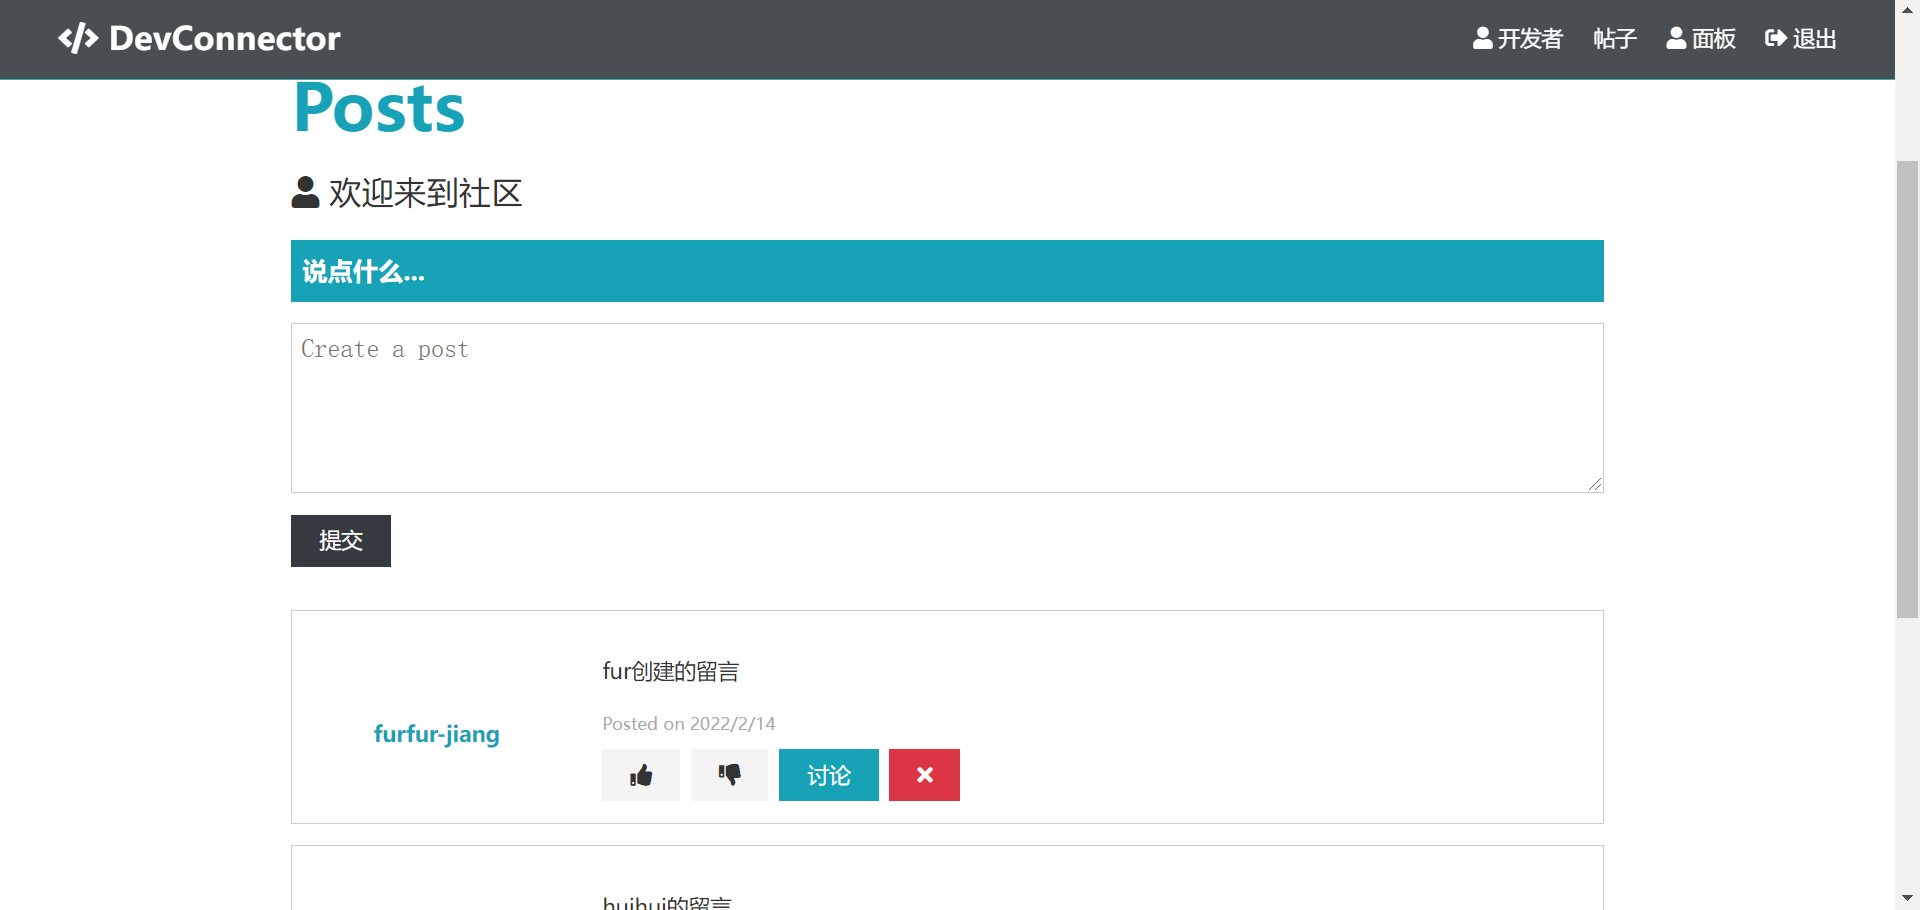 DevConnector
开发者 帖子 面板 退出
Posts
欢迎来到社区
说点什么...
Create a post
提交
fur创建的留言
furfur-jiang
Posted on 2022/2/14
讨论
huihui的留言